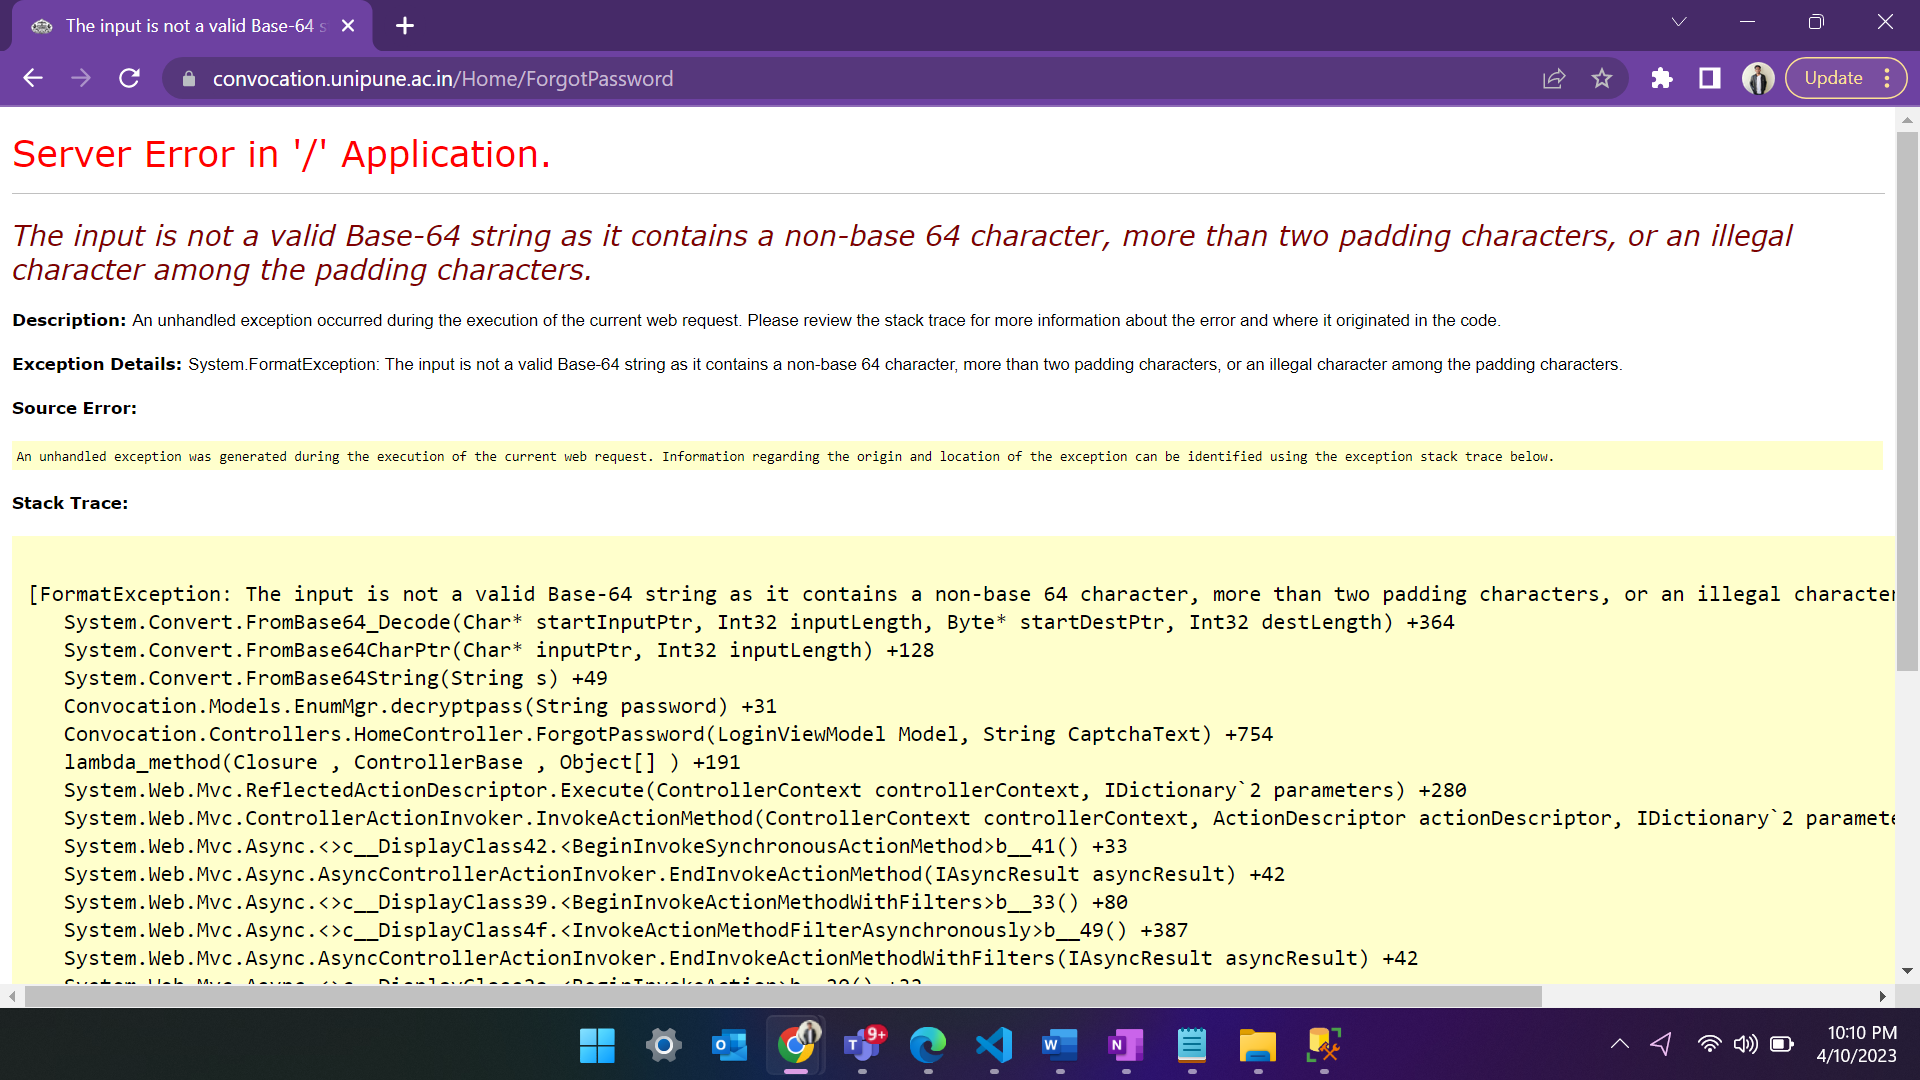 The input is not a valid Base-64 s
convocation.unipune.ac.in/Home/ForgotPassword
Update
Server Error in '/' Application.
The input is not a valid Base-64 string as it contains a non-base 64 character, more than two padding characters, or an illegal
character among the padding characters.
Description: An unhandled exception occurred during the execution of the current web request. Please review the stack trace for more information about the error and where it originated in the code.
Exception Details: System.FormatException: The input is not a valid Base-64 string as it contains a non-base 64 character, more than two padding characters, or an illegal character among the padding characters.
Source Error:
An unhandled exception was generated during the execution of the current web request. Information regarding the origin and location of the exception can be identified using the exception stack trace below.
Stack Trace:
[FormatException: The input is not a valid Base-64 string as it contains a non-base 64 character, more than two padding characters, or an illegal character
System.Convert.FromBase64_Decode(Char* startInputPtr, Int32 inputLength, Byte* startDestPtr, Int32 destLength) +364
System.Convert.FromBase64CharPtr(Char* inputPtr, Int32 inputLength) +128
System.Convert.FromBase64String(String s) +49
Convocation.Models.EnumMgr.decryptpass(String password) +31
Convocation.Controllers.HomeController.ForgotPassword(LoginViewModel Model, String CaptchaText) +754
lambda_method(Closure , ControllerBase , Object[] ) +191
System.Web.Mvc.ReflectedActionDescriptor.Execute(ControllerContext controllerContext, IDictionary`2 parameters) +280
System.Web.Mvc.ControllerActionInvoker.InvokeActionMethod(ControllerContext controllerContext, ActionDescriptor actionDescriptor, IDictionary`2 paramete
System.Web.Mvc.Async.<>c__DisplayClass42.<BeginInvokeSynchronousActionMethod>b__41() +33
System.Web.Mvc.Async.AsyncControllerActionInvoker.EndInvokeActionMethod(IAsyncResult asyncResult) +42
System.Web.Mvc.Async.<>c__DisplayClass39.<BeginInvokeActionMethodWithFilters>b__33() +80
System.Web.Mvc.Async.<>c__DisplayClass4f.<InvokeActionMethodFilterAsynchronously>b__49() +387
System.Web.Mvc.Async.AsyncControllerActionInvoker.EndInvokeActionMethodWithFilters(IAsyncResult asyncResult) +42
9+
10:10 PM
4/10/2023